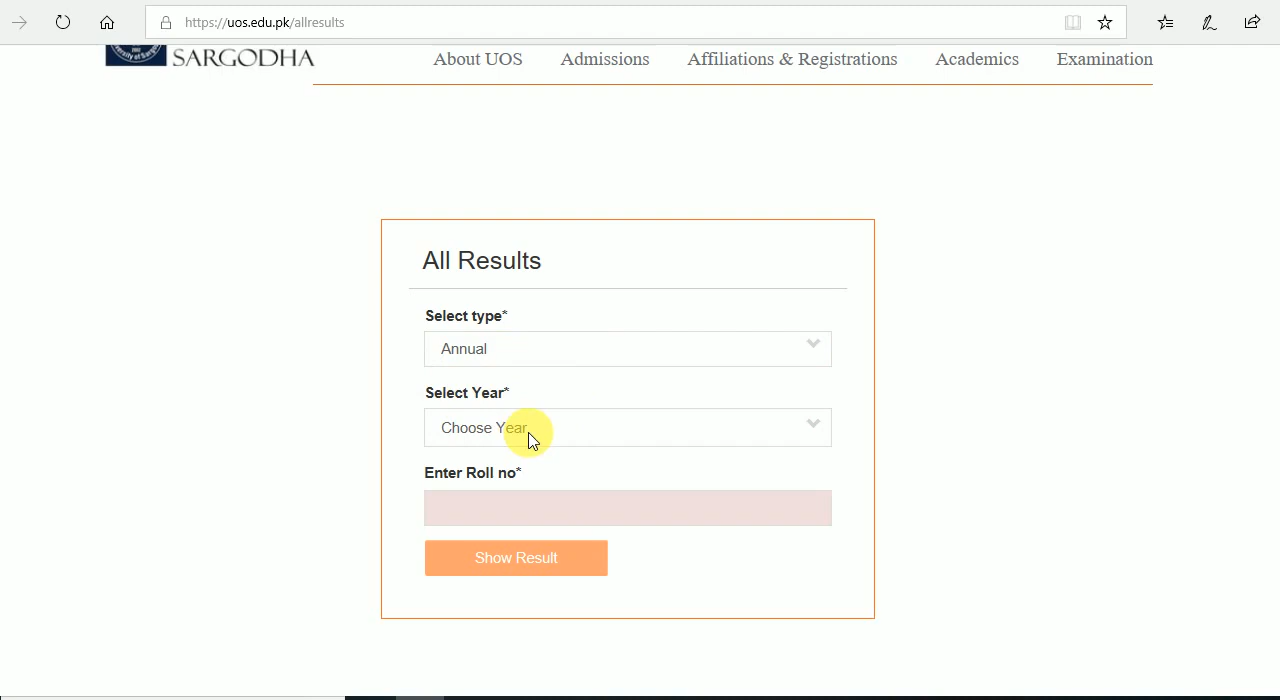 https://uos.edu.pk/allresults
SARGODHA
About UOS Admissions Affiliations & Registrations Academics Examination
All Results
Select type*
Annual
Select Year*
Choose Year
Enter Roll no*
Show Result